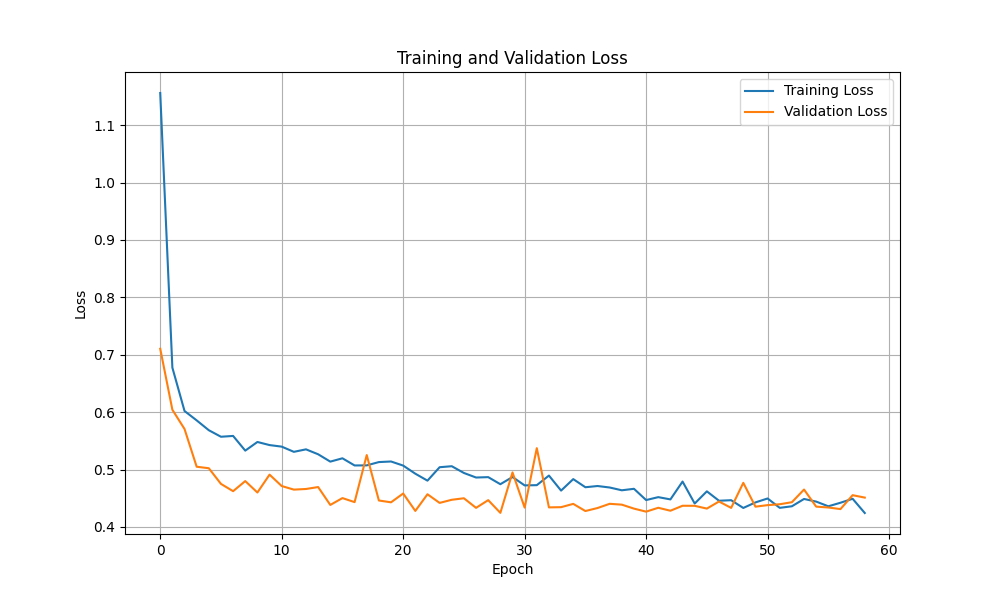 Training and Validation Loss
Training Loss
Validation Loss
1.1
1.0
0.9
0.8
0.7
0.6
0.5
0.4
Loss
0 10 20 30 40 50 60
Epoch